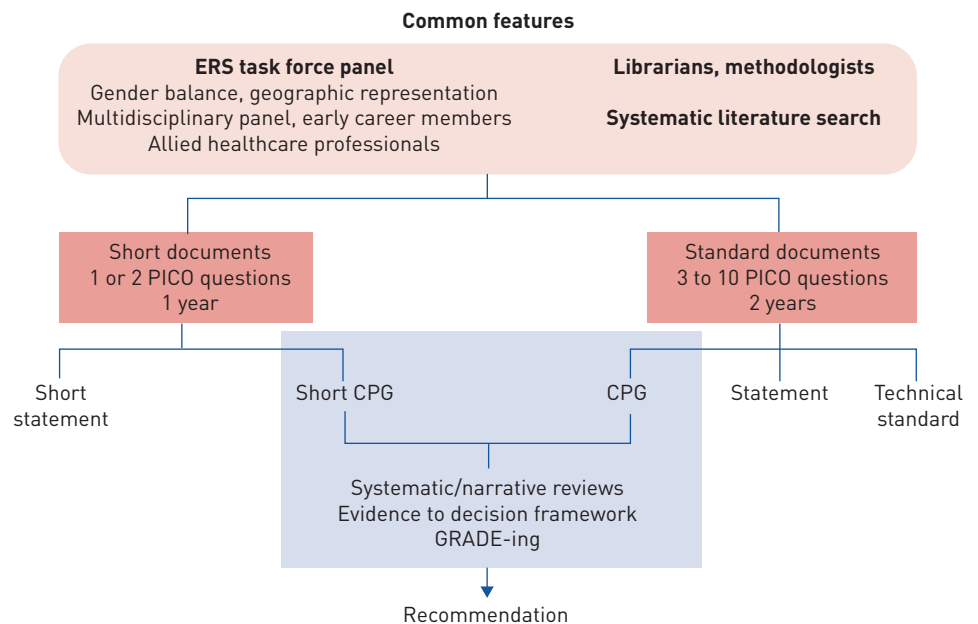 Common features
ERS task force panel
Gender balance, geographic representation
Multidisciplinary panel, early career members
Allied healthcare professionals
Librarians, methodologists
Systematic literature search
Short documents
1 or 2 PICO questions
1 year
Standard documents
3 to 10 PICO questions
2 years
Short
statement
Short CPG
CPG
Statement
Technical
standard
Systematic/narrative reviews
Evidence to decision framework
GRADE-ing
Recommendation